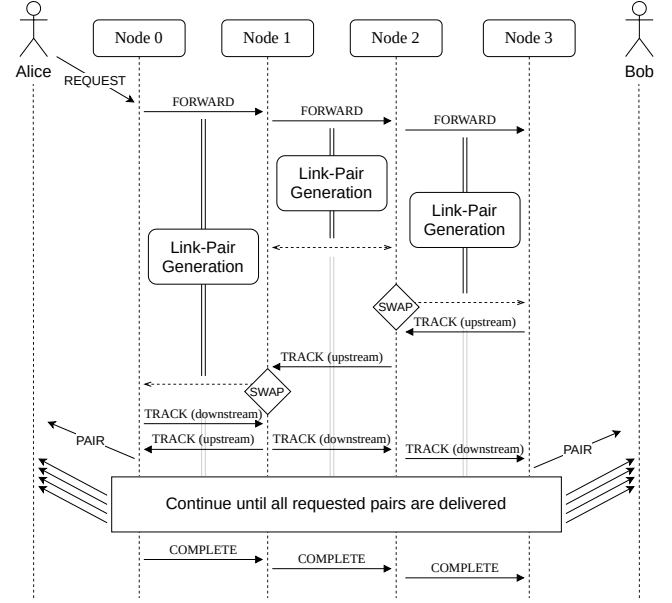 Node 0
Node 1
Node 2
Node 3
Alice
Bob
REQUEST
FORWARD
FORWARD
FORWARD
Link-Pair
Generation
Link-Pair
Generation
Link-Pair
Generation
SWAP
TRACK (upstream)
TRACK (upstream)
SWAP
TRACK (downstream)
PAIR
TRACK (upstream)
TRACK (downstream)
TRACK (downstream)
PAIR
Continue until all requested pairs are delivered
COMPLETE
COMPLETE
COMPLETE